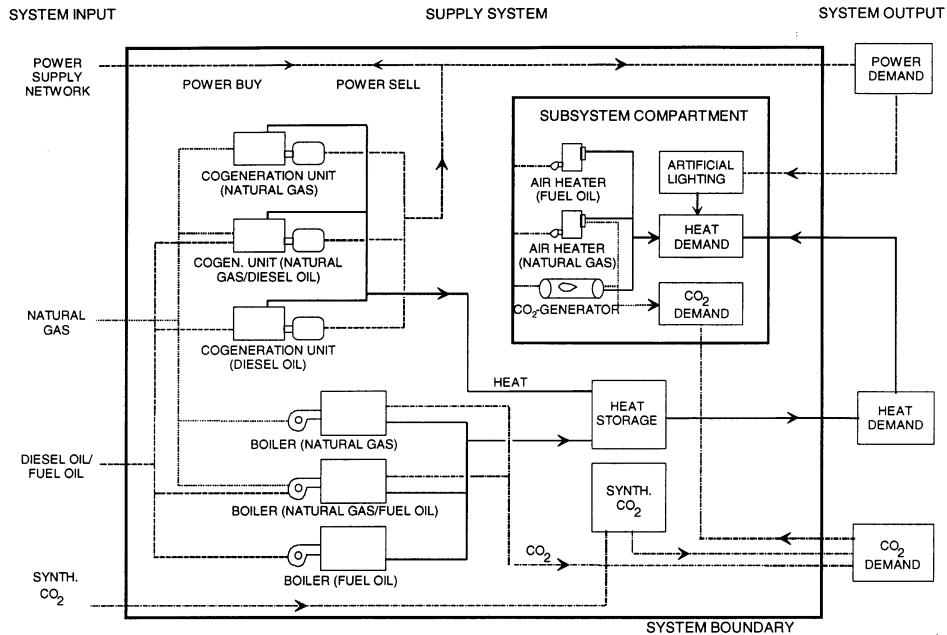 SYSTEM INPUT
SUPPLY SYSTEM
SYSTEM OUTPUT
POWER
SUPPLY
NETWORK
POWER BUY
POWER SELL
POWER
DEMAND
SUBSYSTEM COMPARTMENT
COGENERATION UNIT
(NATURAL GAS)
AIR HEATER
(FUEL OIL)
ARTIFICIAL
LIGHTING
COGEN. UNIT (NATURAL
GAS/DIESEL OIL)
AIR HEATER
(NATURAL GAS)
HEAT
DEMAND
CO2-GENERATOR
CO2
DEMAND
NATURAL
GAS
COGENERATION UNIT
(DIESEL OIL)
HEAT
HEAT
STORAGE
HEAT
DEMAND
BOILER (NATURAL GAS)
DIESEL OIL/
FUEL OIL
BOILER (NATURAL GAS/FUEL OIL)
SYNTH.
CO2
BOILER (FUEL OIL)
CO2
CO2
DEMAND
SYNTH.
CO2
SYSTEM BOUNDARY